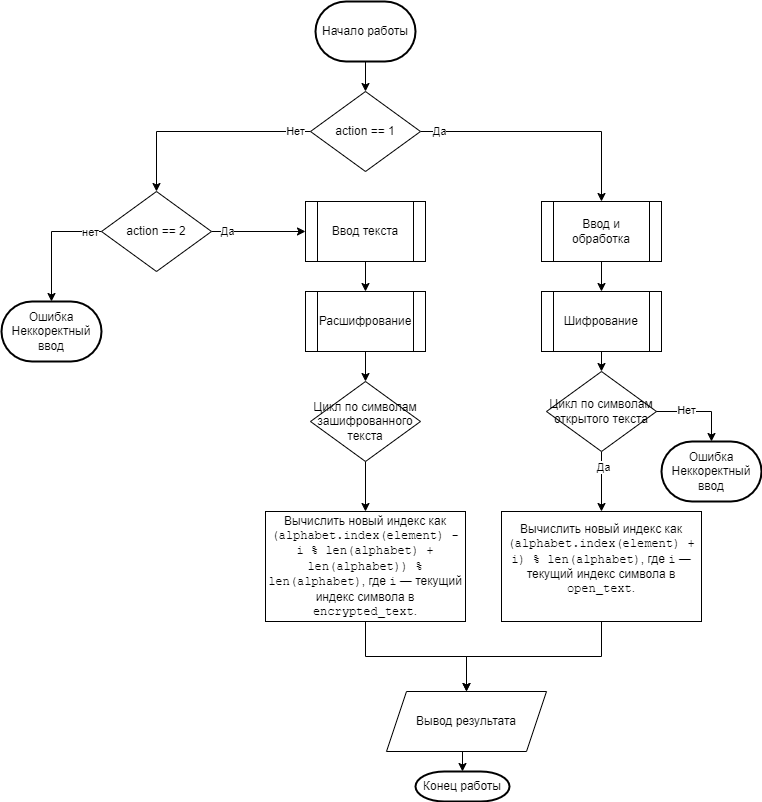 Начало работы
action == 1
Нет
Да
action == 2
нет
Да
Ввод текста
Ввод и
обработка
Ошибка
Неккоректный
ввод
Расшифрование
Шифрование
Цикл по символам
зашифрованного
текста
Цикл по символам
открытого текста
Нет
Да
Ошибка
Неккоректный
ввод
Вычислить новый индекс как
(alphabet.index(element) -
i % len(alphabet) +
len(alphabet)) %
len(alphabet), где i — текущий
индекс символа в
encrypted_text.
Вычислить новый индекс как
(alphabet.index(element) +
i) % len(alphabet), где i —
текущий индекс символа в
open_text.
Вывод результата
Конец работы